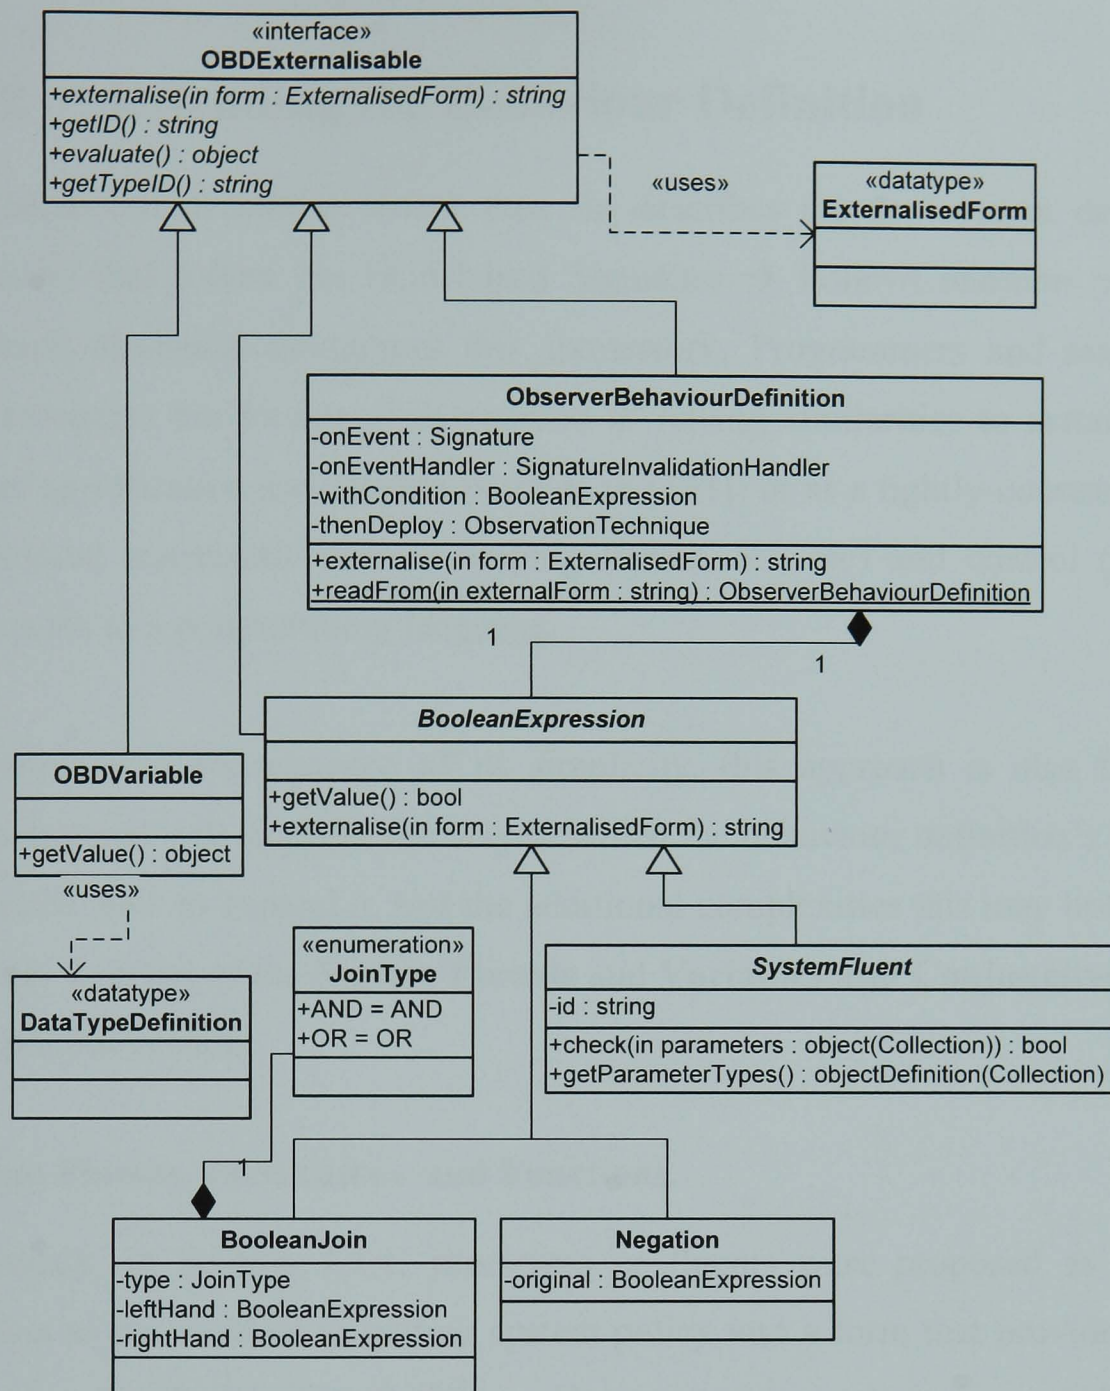 «interface»
OBDExternalisable
+externalise(in form : ExternalisedForm) : string
+getID() : string
+evaluate() : object
+getTypeID() : string
«uses»
«datatype»
ExternalisedForm
ObserverBehaviourDefinition
-onEvent : Signature
-onEventHandler : SignatureInvalidationHandler
-withCondition : BooleanExpression
-thenDeploy : ObservationTechnique
+externalise(in form : ExternalisedForm) : string
+readFrom(in externalForm : string) : ObserverBehaviourDefinition
1
1
BooleanExpression
+getValue() : bool
+externalise(in form : ExternalisedForm) : string
OBDVariable
+getValue() : object
«uses»
«datatype»
DataTypeDefinition
«enumeration»
JoinType
+AND = AND
+OR = OR
SystemFluent
-id : string
+check(in parameters : object(Collection)) : bool
+getParameterTypes() : objectDefinition(Collection)
1
BooleanJoin
-type : JoinType
-leftHand : BooleanExpression
-rightHand : BooleanExpression
Negation
-original : BooleanExpression